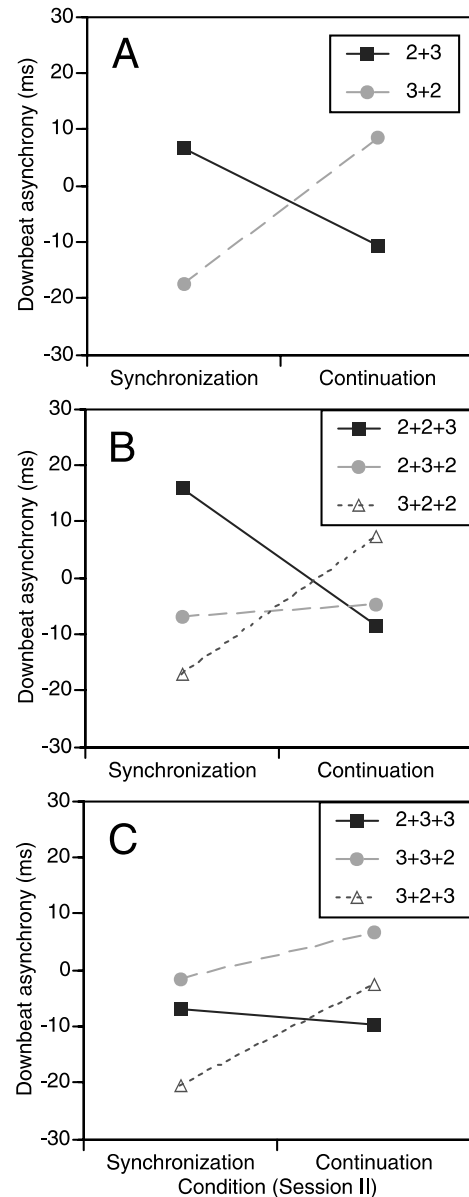 A
2+3
3+2
Downbeat asynchrony (ms)
30
20
10
0
-10
-20
-30
Synchronization Continuation
B
2+2+3
2+3+2
3+2+2
Downbeat asynchrony (ms)
30
20
10
0
-10
-20
-30
Synchronization Continuation
C
2+3+3
3+3+2
3+2+3
Downbeat asynchrony (ms)
30
20
10
0
-10
-20
-30
Synchronization Continuation
Condition (Session II)